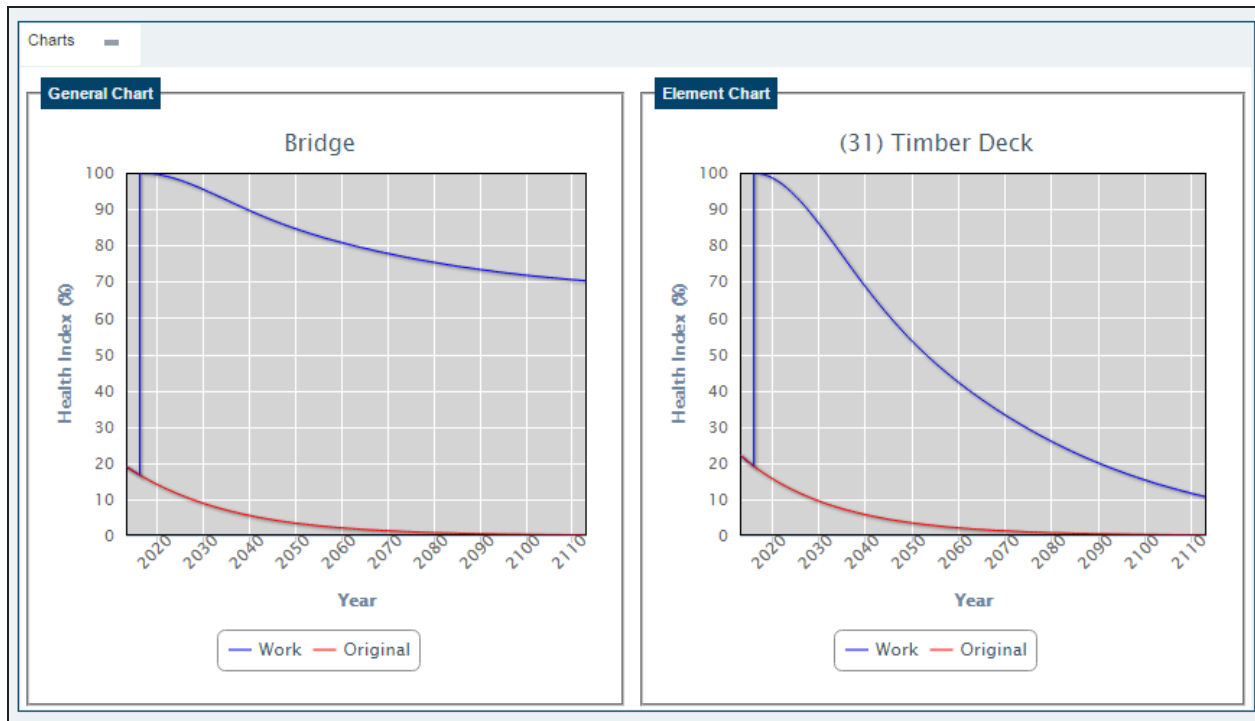 Charts
General Chart
Bridge
Health Index (%)
100
90
80
70
60
50
40
30
20
10
0
2020 2030 2040 2050 2060 2070 2080 2090 2100 2110
Year
Work Original
Element Chart
(31) Timber Deck
Health Index (%)
100
90
80
70
60
50
40
30
20
10
0
2020 2030 2040 2050 2060 2070 2080 2090 2100 2110
Year
Work Original